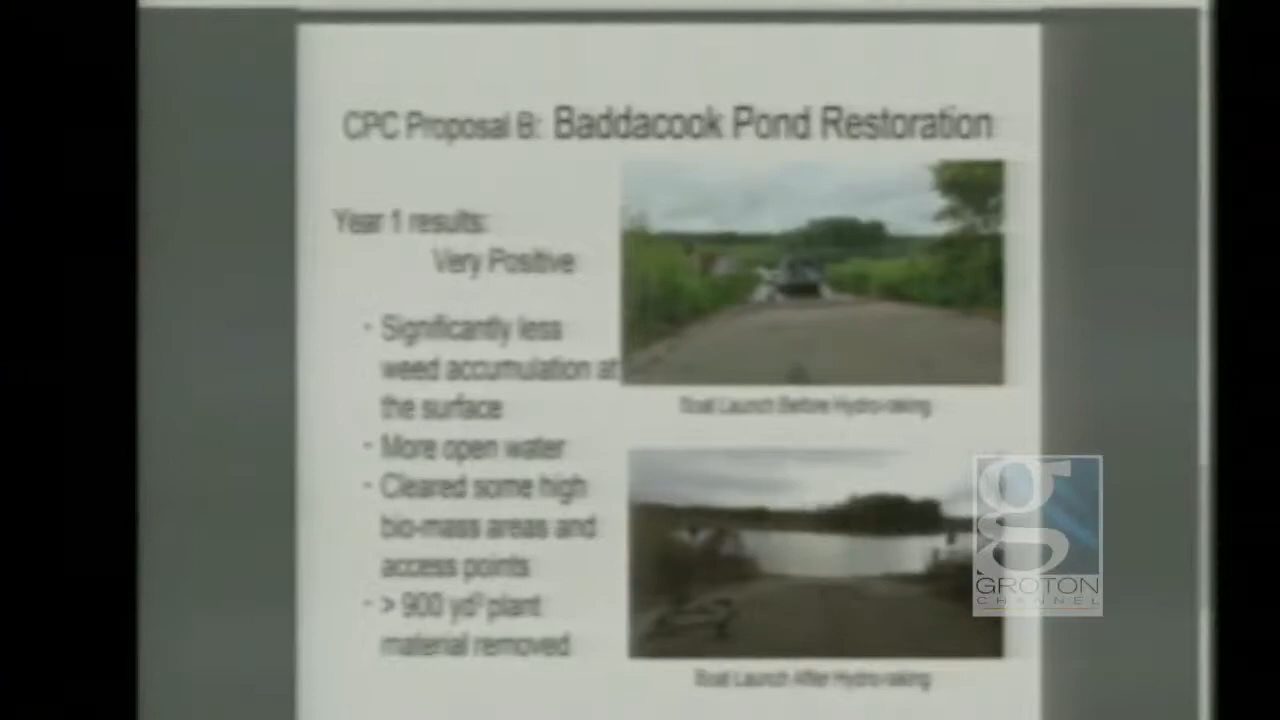 CPC Proposal 8: Baddacook Pond Restoration
Year 1 results:
Very Positive
- Significantly less
weed accumulation at
the surface
- More open water
- Cleared some high
bio-mass areas and
access points
- > 900 yd³ plant
material removed
Boat Launch Before Hydro-raking
Boat Launch After Hydro-raking
g
GROTON
CHANNEL